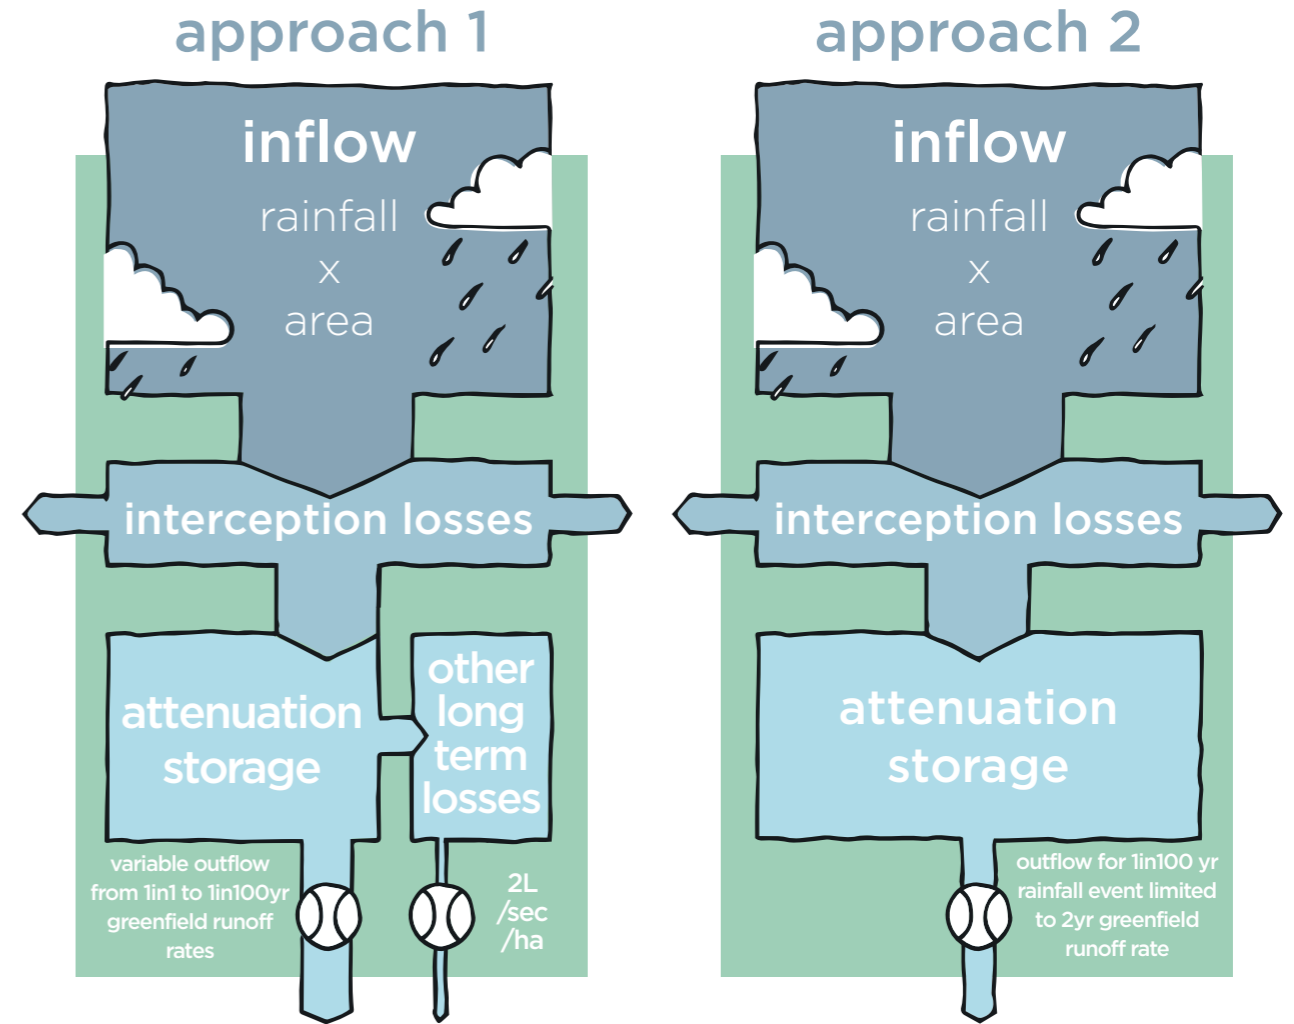 approach 1
inflow
rainfall
x
area
interception losses
attenuation
storage
other
long
term
losses
variable outflow
from 1in1 to 1in100yr
greenfield runoff
rates
2L
/sec
/ha
approach 2
inflow
rainfall
x
area
interception losses
attenuation
storage
outflow for 1in100 yr
rainfall event limited
to 2yr greenfield
runoff rate